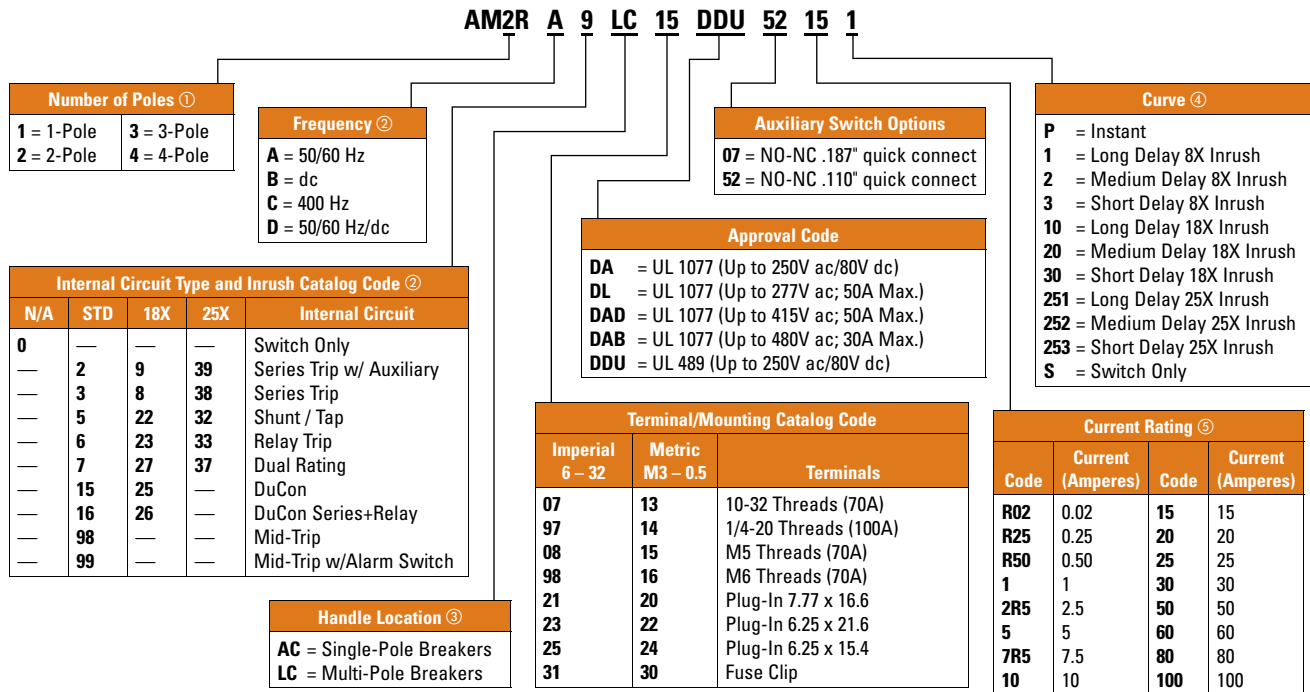 AM2R A 9 LC 15 DDU 52 15 1
Number of Poles ①
1 = 1-Pole 3 = 3-Pole
2 = 2-Pole 4 = 4-Pole
Frequency ②
A = 50/60 Hz
B = dc
C = 400 Hz
D = 50/60 Hz/dc
Internal Circuit Type and Inrush Catalog Code ②
N/A STD 18X 25X Internal Circuit
0 — — — Switch Only
— 2 9 39 Series Trip w/ Auxiliary
— 3 8 38 Series Trip
— 5 22 32 Shunt / Tap
— 6 23 33 Relay Trip
— 7 27 37 Dual Rating
— 15 25 — DuCon
— 16 26 — DuCon Series+Relay
— 98 — — Mid-Trip
— 99 — — Mid-Trip w/Alarm Switch
Handle Location ③
AC = Single-Pole Breakers
LC = Multi-Pole Breakers
Auxiliary Switch Options
07 = NO-NC .187" quick connect
52 = NO-NC .110" quick connect
Approval Code
DA = UL 1077 (Up to 250V ac/80V dc)
DL = UL 1077 (Up to 277V ac; 50A Max.)
DAD = UL 1077 (Up to 415V ac; 50A Max.)
DAB = UL 1077 (Up to 480V ac; 30A Max.)
DDU = UL 489 (Up to 250V ac/80V dc)
Terminal/Mounting Catalog Code
Imperial Metric
6 – 32 M3 – 0.5 Terminals
07 13 10-32 Threads (70A)
97 14 1/4-20 Threads (100A)
08 15 M5 Threads (70A)
98 16 M6 Threads (70A)
21 20 Plug-In 7.77 x 16.6
23 22 Plug-In 6.25 x 21.6
25 24 Plug-In 6.25 x 15.4
31 30 Fuse Clip
Curve ④
P = Instant
1 = Long Delay 8X Inrush
2 = Medium Delay 8X Inrush
3 = Short Delay 8X Inrush
10 = Long Delay 18X Inrush
20 = Medium Delay 18X Inrush
30 = Short Delay 18X Inrush
251 = Long Delay 25X Inrush
252 = Medium Delay 25X Inrush
253 = Short Delay 25X Inrush
S = Switch Only
Current Rating ⑤
Current Current
Code (Amperes) Code (Amperes)
R02 0.02 15 15
R25 0.25 20 20
R50 0.50 25 25
1 1 30 30
2R5 2.5 50 50
5 5 60 60
7R5 7.5 80 80
10 10 100 100